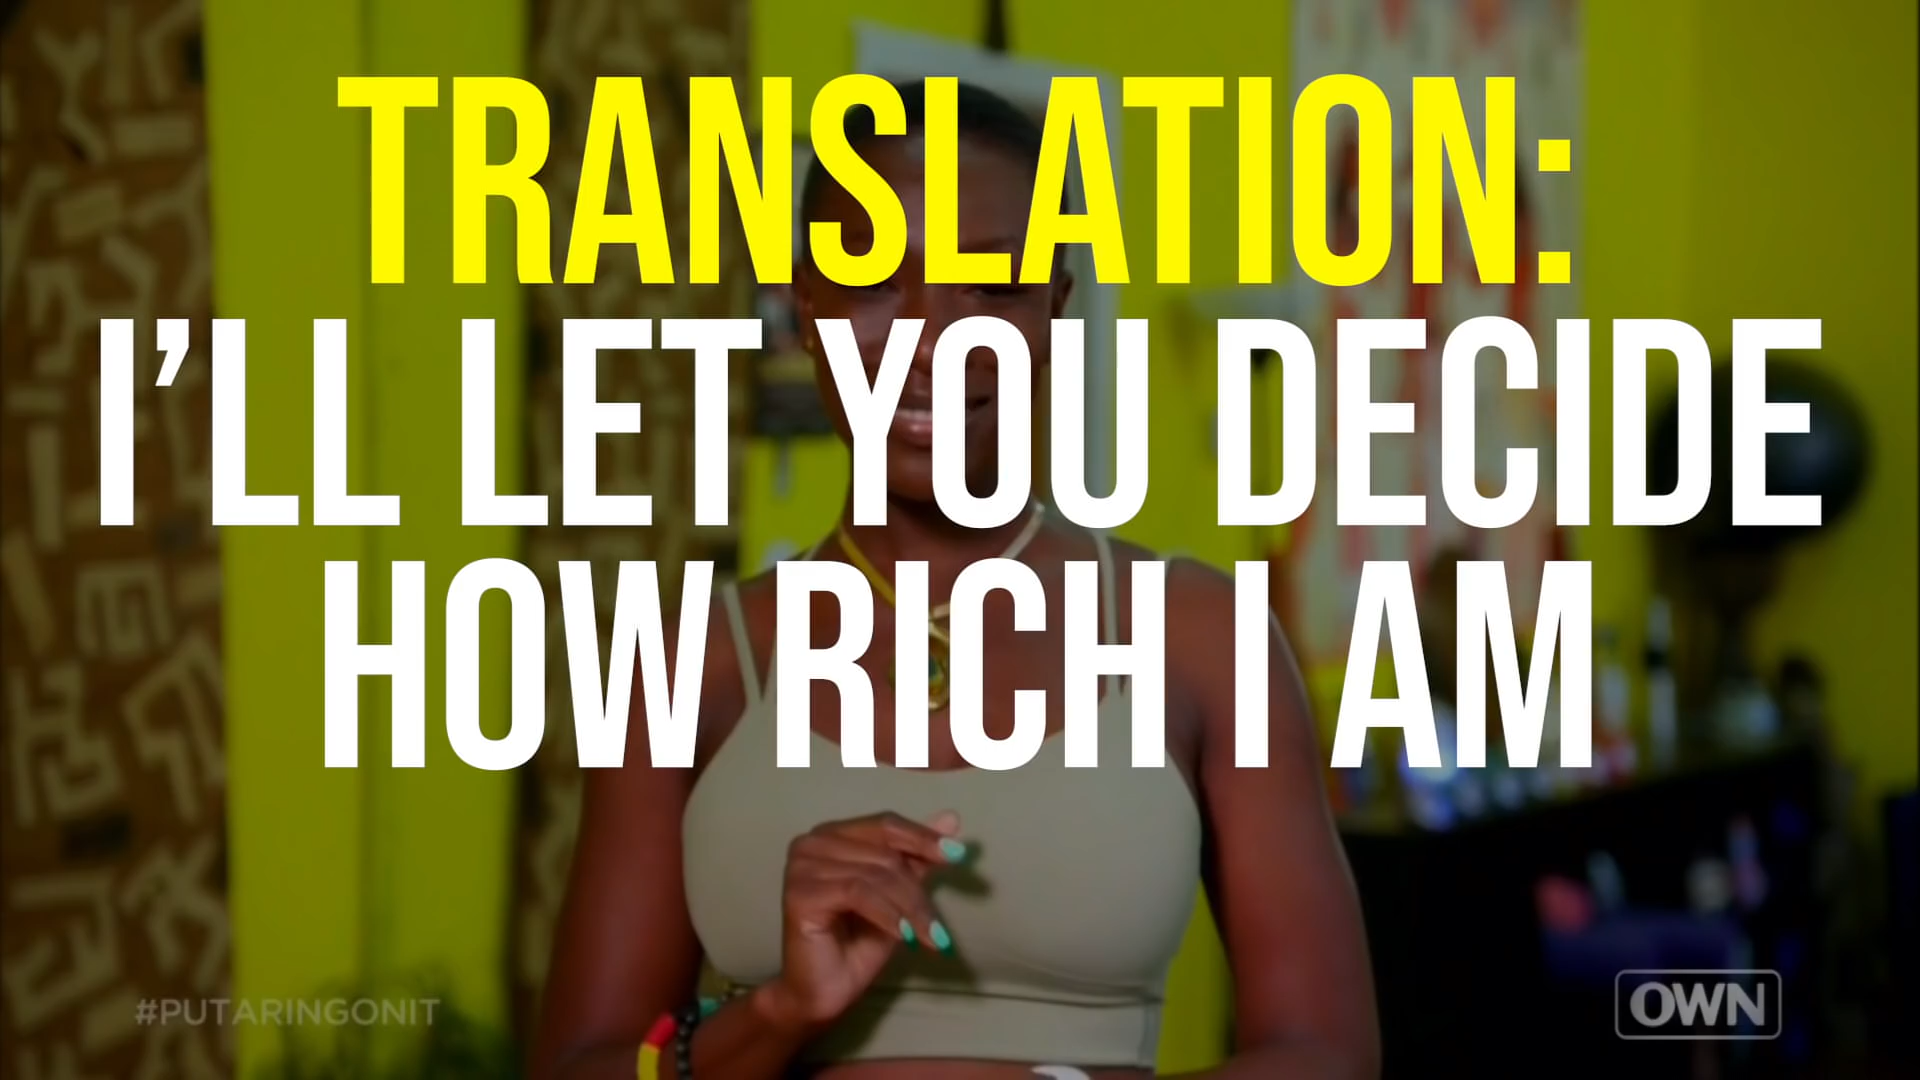 TRANSLATION:
I'LL LET YOU DECIDE
HOW RICH I AM
#PUTARINGONIT
OWN